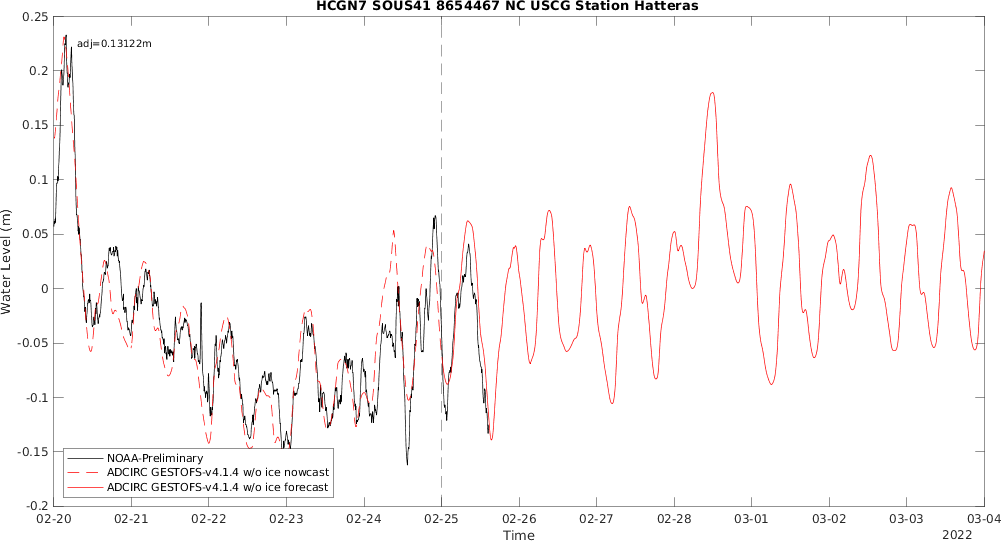 HCGN7 SOUS41 8654467 NC USCG Station Hatteras
adj=0.13122m
Water Level (m)
0.25
0.2
0.15
0.1
0.05
0
-0.05
-0.1
-0.15
-0.2
NOAA-Preliminary
ADCIRC GESTOFS-v4.1.4 w/o ice nowcast
ADCIRC GESTOFS-v4.1.4 w/o ice forecast
02-20 02-21 02-22 02-23 02-24 02-25 02-26 02-27 02-28 03-01 03-02 03-03 03-04
Time
2022